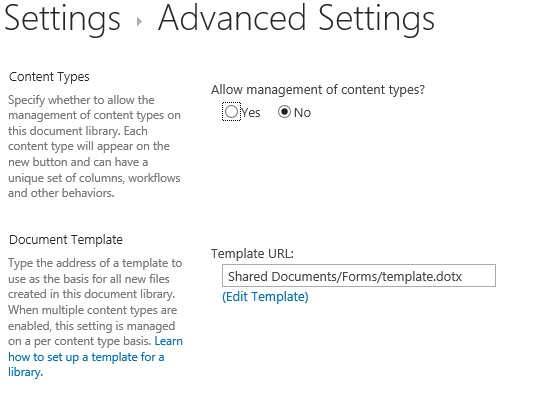 Settings › Advanced Settings
Content Types
Specify whether to allow the
management of content types on
this document library. Each
content type will appear on the
new button and can have a
unique set of columns, workflows
and other behaviors.
Allow management of content types?
Yes No
Document Template
Type the address of a template to
use as the basis for all new files
created in this document library.
When multiple content types are
enabled, this setting is managed
on a per content type basis. Learn
how to set up a template for a
library.
Template URL:
Shared Documents/Forms/template.dotx
(Edit Template)